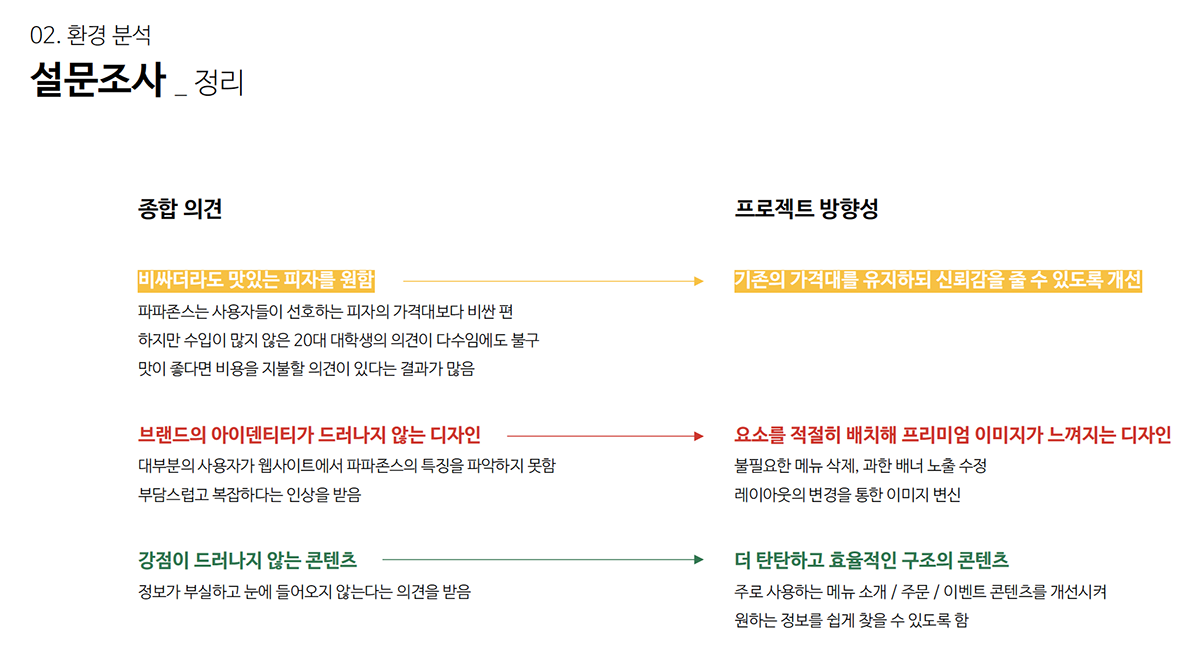 02. 환경 분석
설문조사 _ 정리
종합 의견
프로젝트 방향성
비싸더라도 맛있는 피자를 원함
기존의 가격대를 유지하되 신뢰감을 줄 수 있도록 개선
파파존스는 사용자들이 선호하는 피자의 가격대보다 비싼 편
하지만 수입이 많지 않은 20대 대학생의 의견이 다수임에도 불구
맛이 좋다면 비용을 지불할 의견이 있다는 결과가 많음
브랜드의 아이덴티티가 드러나지 않는 디자인
요소를 적절히 배치해 프리미엄 이미지가 느껴지는 디자인
대부분의 사용자가 웹사이트에서 파파존스의 특징을 파악하지 못함
부담스럽고 복잡하다는 인상을 받음
불필요한 메뉴 삭제, 과한 배너 노출 수정
레이아웃의 변경을 통한 이미지 변신
강점이 드러나지 않는 콘텐츠
더 탄탄하고 효율적인 구조의 콘텐츠
정보가 부실하고 눈에 들어오지 않는다는 의견을 받음
주로 사용하는 메뉴 소개 / 주문 / 이벤트 콘텐츠를 개선시켜
원하는 정보를 쉽게 찾을 수 있도록 함